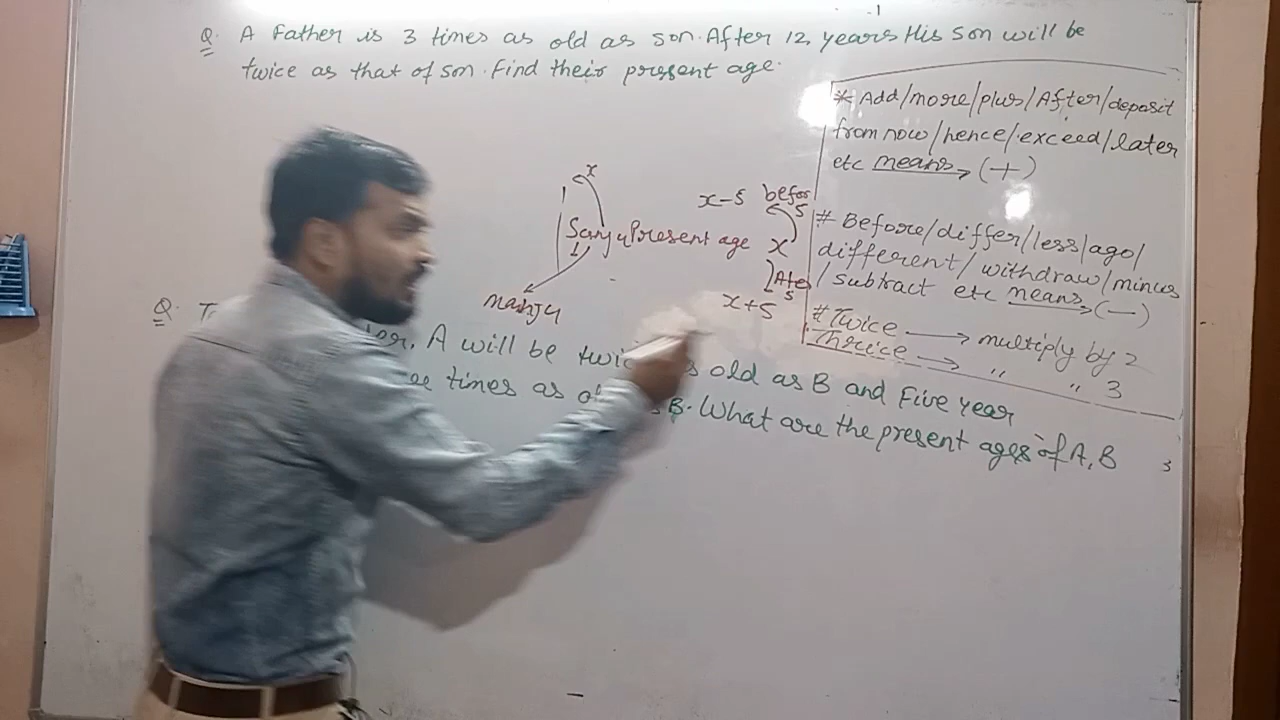 Q. A Father is 3 times as old as son. After 12 years His son will be
twice as that of son. Find their present age.
* Add/more/plus/After/deposit
from now/hence/exceed/later
etc means → (+)
x
x-5 befor
5
Sanju Present age x
Manju
After
5
x+5
# Before/differ/less/ago/
different/withdraw/minus
/subtract etc means → (-)
# Twice → multiply by 2
Thrice → " " 3
Q.
A will be old as B and Five year
times as B. What are the present ages of A, B